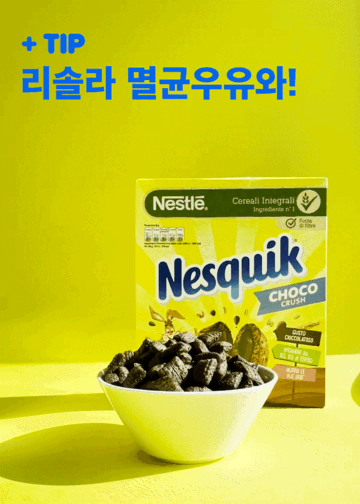 + TIP
리솔라 멸균우유와!
Nestlé®
Cereali Integrali
Ingrediente n°1
Fonte
di fibre
Nesquik®
CHOCO
CRUSH
GUSTO
CIOCCOLATOSO